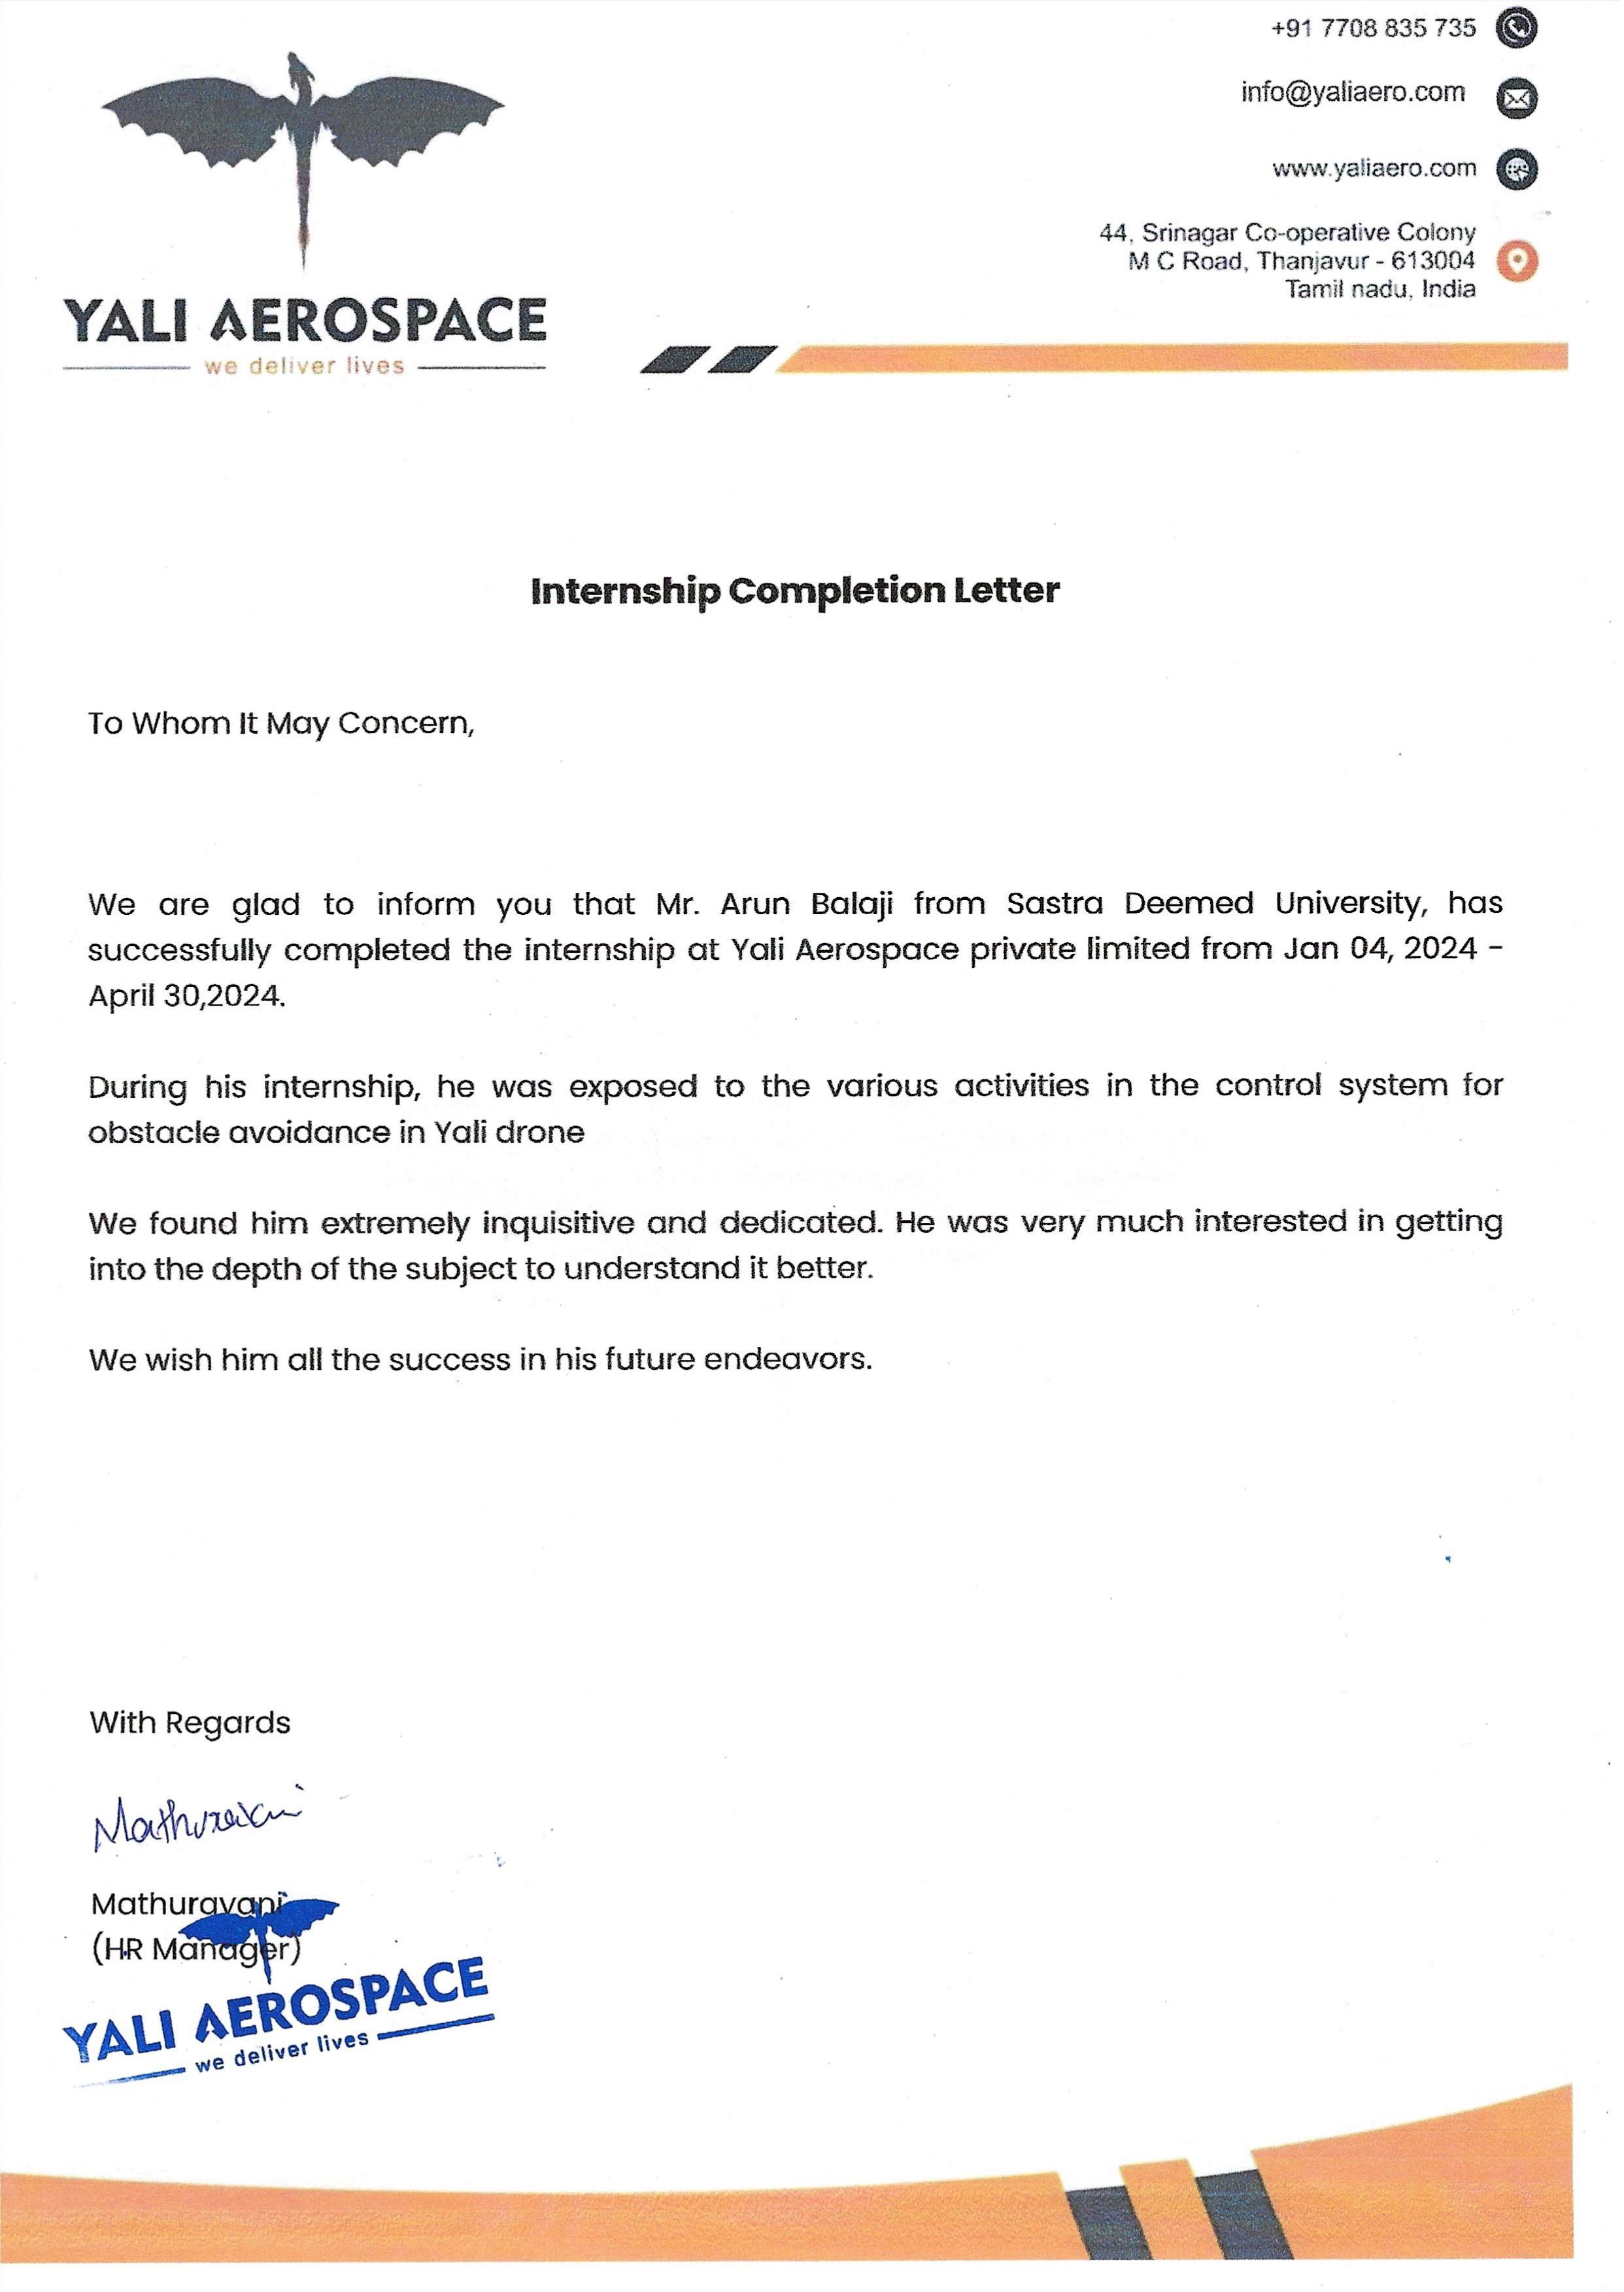 YALI AEROSPACE
we deliver lives
+91 7708 835 735
info@yaliaero.com
www.yaliaero.com
44, Srinagar Co-operative Colony
M C Road, Thanjavur - 613004
Tamil nadu, India
Internship Completion Letter
To Whom It May Concern,
We are glad to inform you that Mr. Arun Balaji from Sastra Deemed University, has
successfully completed the internship at Yali Aerospace private limited from Jan 04, 2024 -
April 30,2024.
During his internship, he was exposed to the various activities in the control system for
obstacle avoidance in Yali drone
We found him extremely inquisitive and dedicated. He was very much interested in getting
into the depth of the subject to understand it better.
We wish him all the success in his future endeavors.
With Regards
Mathuravani
Mathuravani
(HR Manager)
YALI AEROSPACE
we deliver lives